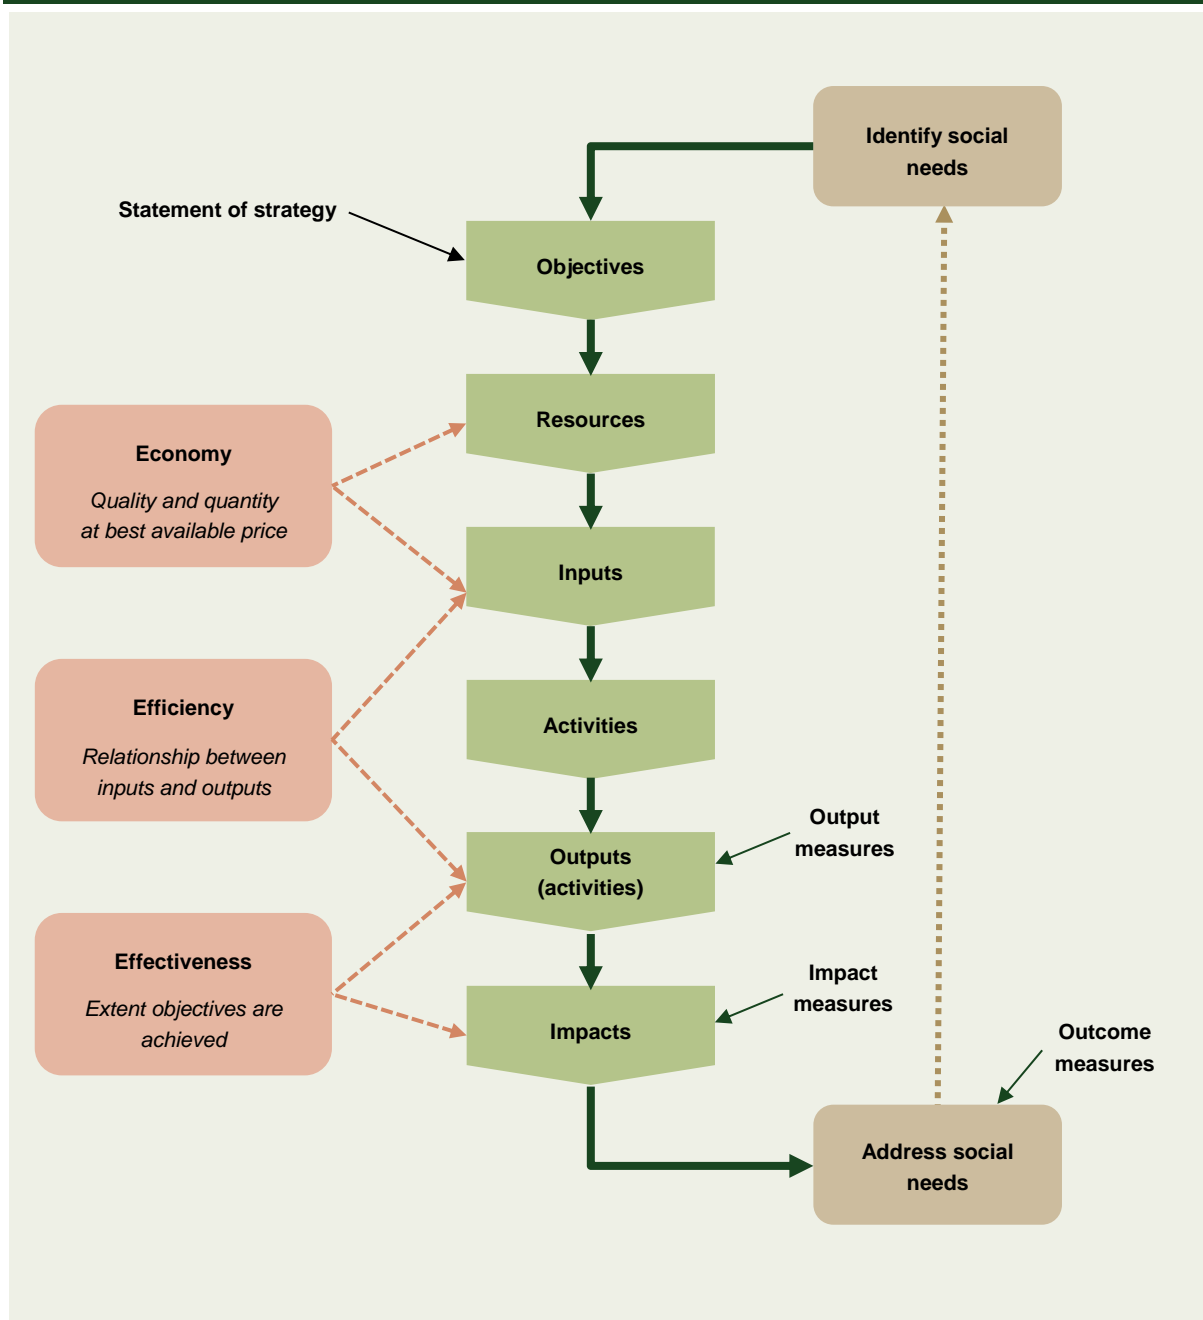 Identify social
needs
Statement of strategy
Objectives
Resources
Economy
Quality and quantity
at best available price
Inputs
Efficiency
Relationship between
inputs and outputs
Activities
Output
measures
Outputs
(activities)
Effectiveness
Extent objectives are
achieved
Impact
measures
Impacts
Outcome
measures
Address social
needs